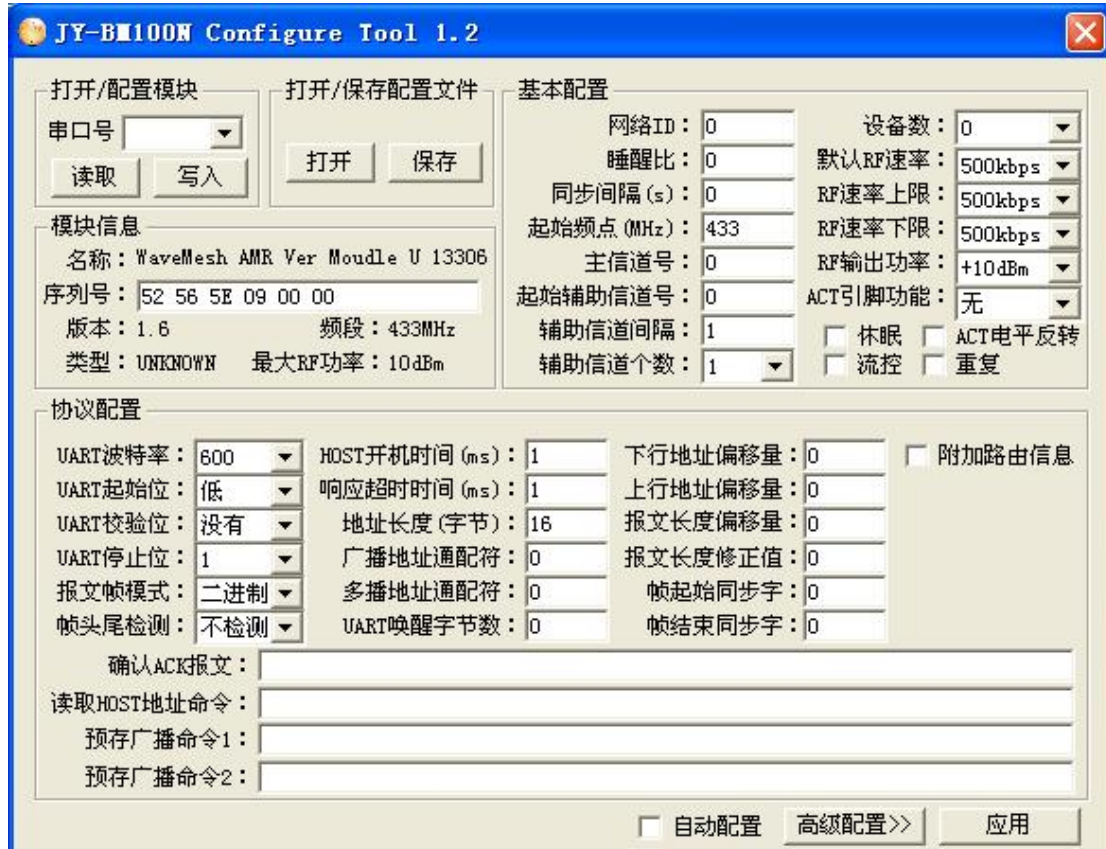 JY-BM100N Configure Tool 1.2
打开/配置模块
串口号
读取 写入
打开/保存配置文件
打开 保存
模块信息
名称：WaveMesh AMR Ver Moudle U 13306
序列号：52 56 5E 09 00 00
版本：1.6 频段：433MHz
类型：UNKNOWN 最大RF功率：10dBm
基本配置
网络ID：0 设备数：0
睡醒比：0 默认RF速率：500kbps
同步间隔(s)：0 RF速率上限：500kbps
起始频点(MHz)：433 RF速率下限：500kbps
主信道号：0 RF输出功率：+10dBm
起始辅助信道号：0 ACT引脚功能：无
辅助信道间隔：1 休眠 ACT电平反转
辅助信道个数：1 流控 重复
协议配置
UART波特率：600 HOST开机时间(ms)：1 下行地址偏移量：0 附加路由信息
UART起始位：低 响应超时时间(ms)：1 上行地址偏移量：0
UART校验位：没有 地址长度(字节)：16 报文长度偏移量：0
UART停止位：1 广播地址通配符：0 报文长度修正值：0
报文帧模式：二进制 多播地址通配符：0 帧起始同步字：0
帧头尾检测：不检测 UART唤醒字节数：0 帧结束同步字：0
确认ACK报文：
读取HOST地址命令：
预存广播命令1：
预存广播命令2：
自动配置 高级配置>> 应用